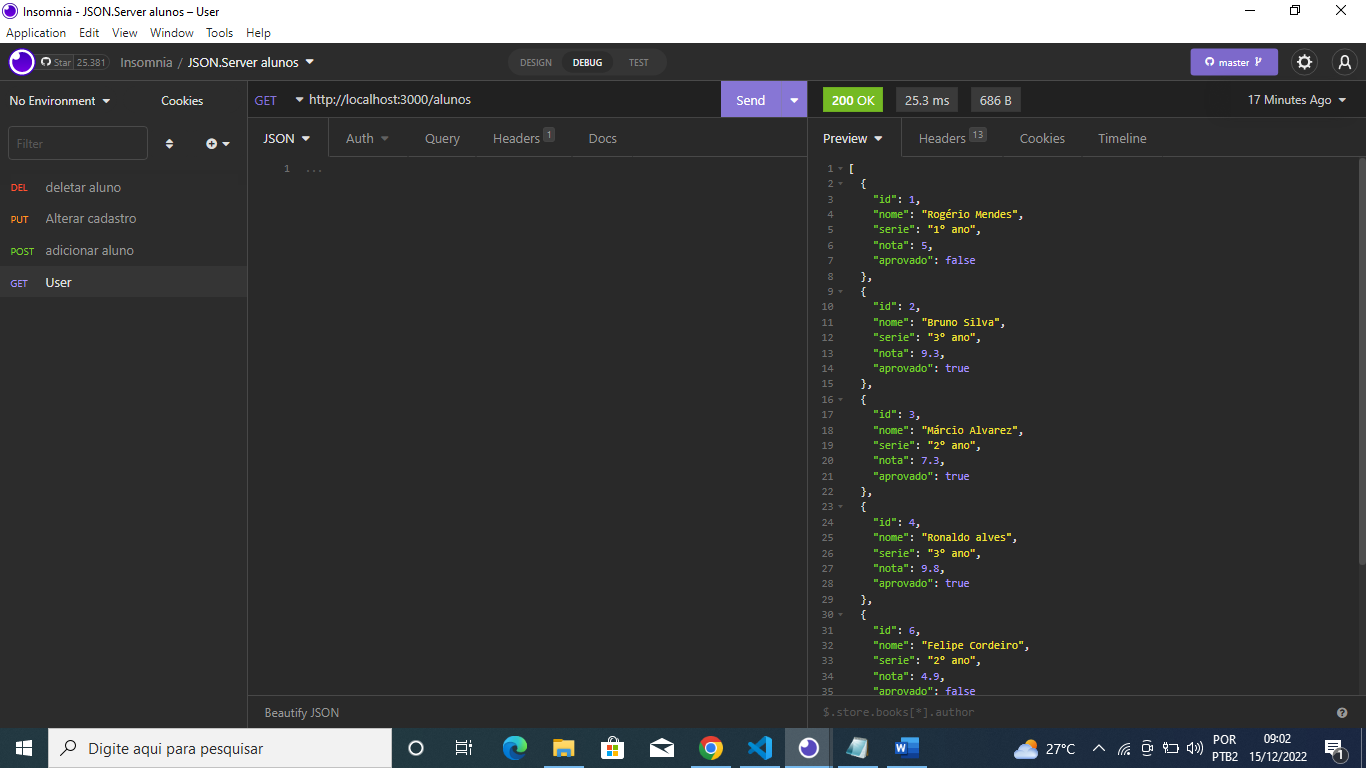 Insomnia - JSON.Server alunos – User
Application Edit View Window Tools Help
Star 25.381 Insomnia / JSON.Server alunos DESIGN DEBUG TEST master
No Environment Cookies GET http://localhost:3000/alunos Send 200 OK 25.3 ms 686 B 17 Minutes Ago
Filter JSON Auth Query Headers 1 Docs Preview Headers 13 Cookies Timeline
DEL deletar aluno
PUT Alterar cadastro
POST adicionar aluno
GET User
1 ...
1 [
2 {
3 "id": 1,
4 "nome": "Rogério Mendes",
5 "serie": "1º ano",
6 "nota": 5,
7 "aprovado": false
8 },
9 {
10 "id": 2,
11 "nome": "Bruno Silva",
12 "serie": "3º ano",
13 "nota": 9.3,
14 "aprovado": true
15 },
16 {
17 "id": 3,
18 "nome": "Márcio Alvarez",
19 "serie": "2º ano",
20 "nota": 7.3,
21 "aprovado": true
22 },
23 {
24 "id": 4,
25 "nome": "Ronaldo alves",
26 "serie": "3º ano",
27 "nota": 9.8,
28 "aprovado": true
29 },
30 {
31 "id": 6,
32 "nome": "Felipe Cordeiro",
33 "serie": "2º ano",
34 "nota": 4.9,
35 "aprovado": false
Beautify JSON $.store.books[*].author
Digite aqui para pesquisar 27°C POR PTB2 09:02 15/12/2022 1